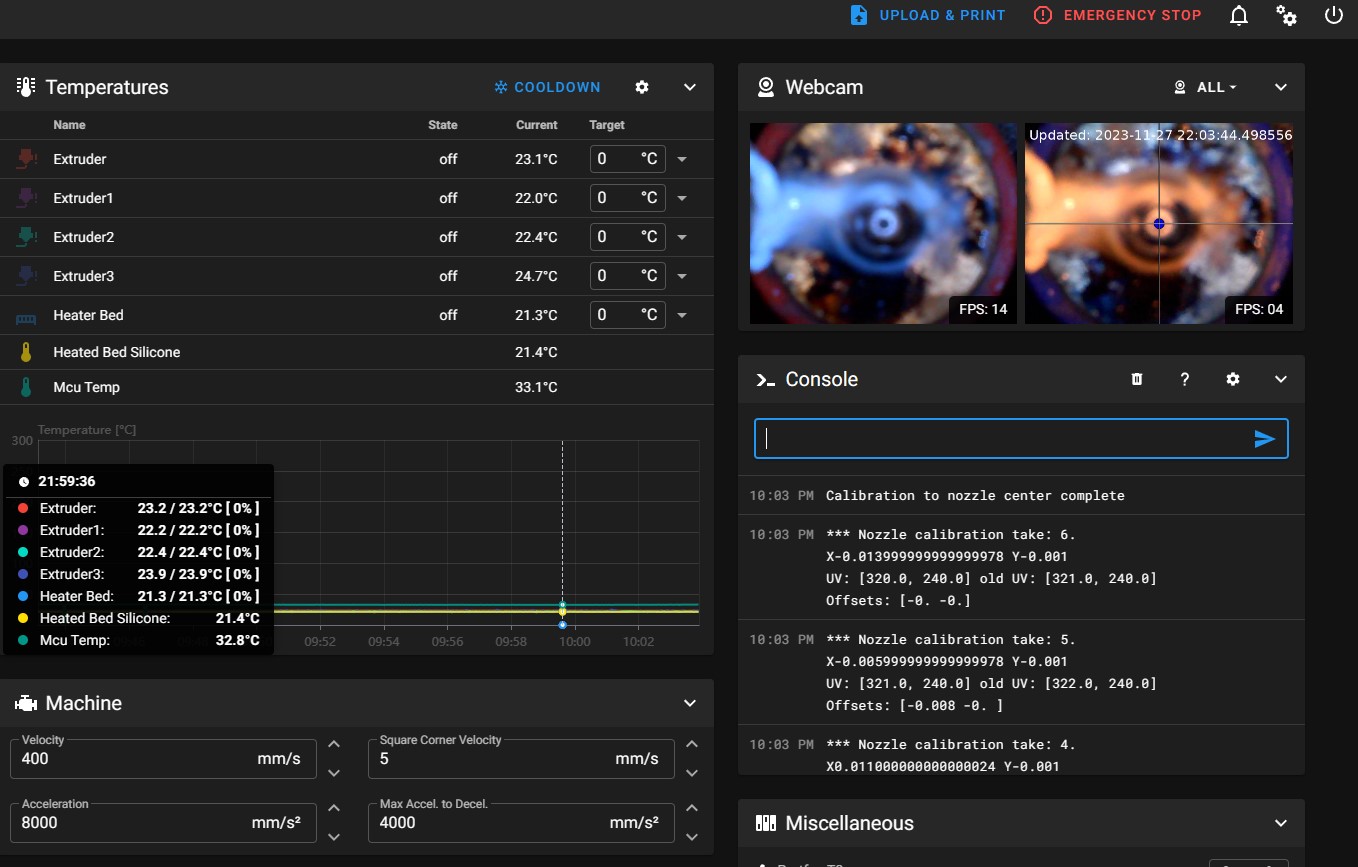 UPLOAD & PRINT EMERGENCY STOP
Temperatures COOLDOWN
Name State Current Target
Extruder off 23.1°C 0 °C
Extruder1 off 22.0°C 0 °C
Extruder2 off 22.4°C 0 °C
Extruder3 off 24.7°C 0 °C
Heater Bed off 21.3°C 0 °C
Heated Bed Silicone 21.4°C
Mcu Temp 33.1°C
Temperature [°C]
300
21:59:36
Extruder: 23.2 / 23.2°C [ 0% ]
Extruder1: 22.2 / 22.2°C [ 0% ]
Extruder2: 22.4 / 22.4°C [ 0% ]
Extruder3: 23.9 / 23.9°C [ 0% ]
Heater Bed: 21.3 / 21.3°C [ 0% ]
Heated Bed Silicone: 21.4°C
Mcu Temp: 32.8°C
09:52 09:54 09:56 09:58 10:00 10:02
Machine
Velocity
400 mm/s
Square Corner Velocity
5 mm/s
Acceleration
8000 mm/s²
Max Accel. to Decel.
4000 mm/s²
Webcam ALL
Updated: 2023-11-27 22:03:44.498556
FPS: 14
FPS: 04
Console
10:03 PM Calibration to nozzle center complete
10:03 PM *** Nozzle calibration take: 6.
X-0.013999999999999978 Y-0.001
UV: [320.0, 240.0] old UV: [321.0, 240.0]
Offsets: [-0. -0.]
10:03 PM *** Nozzle calibration take: 5.
X-0.005999999999999978 Y-0.001
UV: [321.0, 240.0] old UV: [322.0, 240.0]
Offsets: [-0.008 -0. ]
10:03 PM *** Nozzle calibration take: 4.
X0.011000000000000024 Y-0.001
Miscellaneous